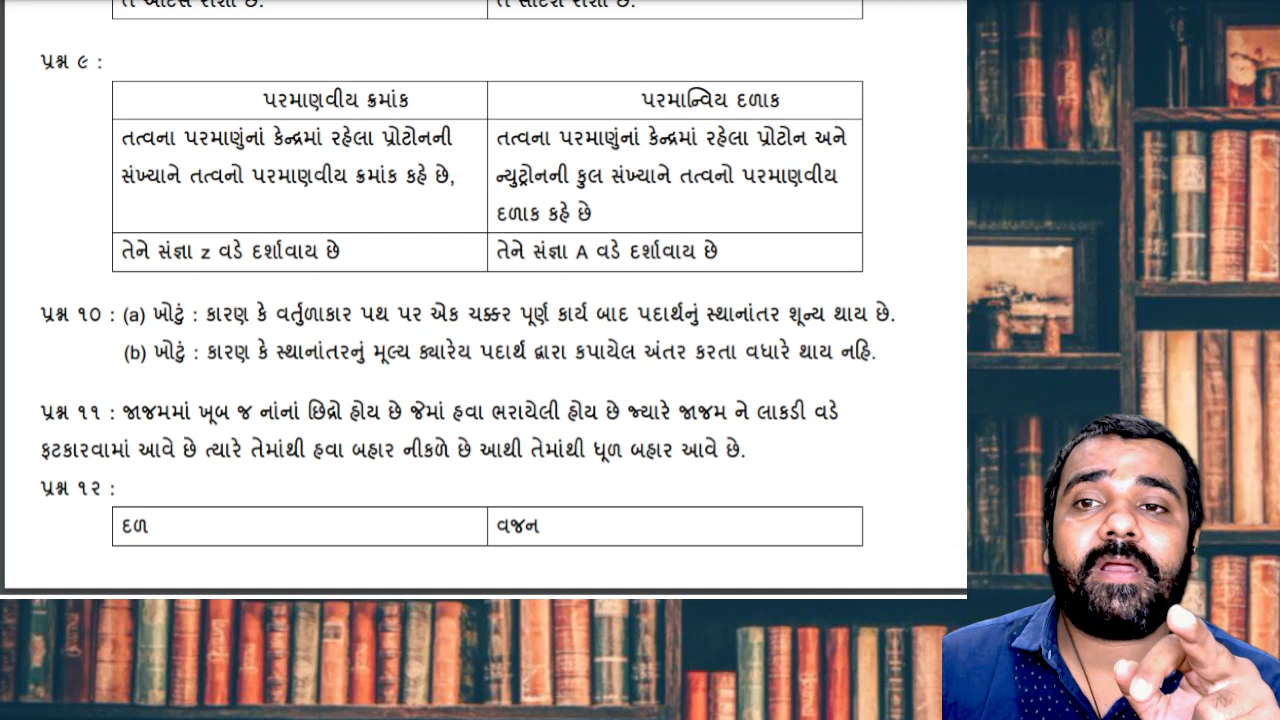 તે અદિશ રાશી છે.
તે સદિશ રાશી છે.
પ્રશ્ન ૯ :
પરમાણવીય ક્રમાંક
પરમાન્વિય દળાક
તત્વના પરમાણુંનાં કેન્દ્રમાં રહેલા પ્રોટોનની
સંખ્યાને તત્વનો પરમાણવીય ક્રમાંક કહે છે,
તત્વના પરમાણુંનાં કેન્દ્રમાં રહેલા પ્રોટોન અને
ન્યુટ્રોનની કુલ સંખ્યાને તત્વનો પરમાણવીય
દળાક કહે છે
તેને સંજ્ઞા z વડે દર્શાવાય છે
તેને સંજ્ઞા A વડે દર્શાવાય છે
પ્રશ્ન ૧૦ : (a) ખોટું : કારણ કે વર્તુળાકાર પથ પર એક ચક્કર પૂર્ણ કાર્ય બાદ પદાર્થનું સ્થાનાંતર શૂન્ય થાય છે.
(b) ખોટું : કારણ કે સ્થાનાંતરનું મૂલ્ય ક્યારેય પદાર્થ દ્વારા કપાયેલ અંતર કરતા વધારે થાય નહિ.
પ્રશ્ન ૧૧ : જાજમમાં ખૂબ જ નાંનાં છિદ્રો હોય છે જેમાં હવા ભરાયેલી હોય છે જ્યારે જાજમ ને લાકડી વડે
ફટકારવામાં આવે છે ત્યારે તેમાંથી હવા બહાર નીકળે છે આથી તેમાંથી ધૂળ બહાર આવે છે.
પ્રશ્ન ૧૨ :
દળ
વજન